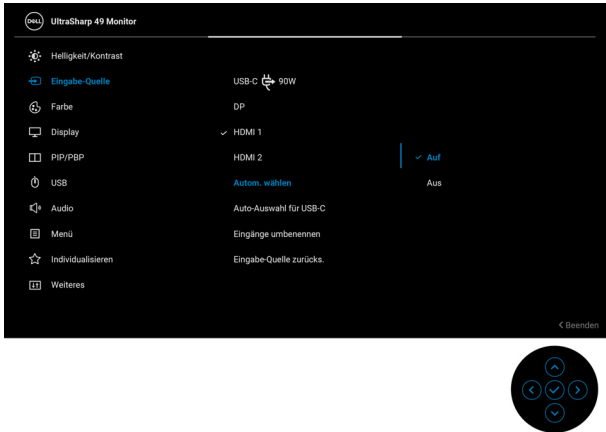 DELL UltraSharp 49 Monitor
Helligkeit/Kontrast
Eingabe-Quelle USB-C 90W
Farbe DP
Display HDMI 1
PIP/PBP HDMI 2 Auf
USB Autom. wählen Aus
Audio Auto-Auswahl für USB-C
Menü Eingänge umbenennen
Individualisieren Eingabe-Quelle zurücks.
Weiteres
Beenden